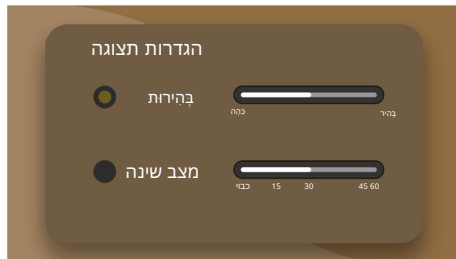 הגדרות תצוגה
בְּהִירוּת
כהה
בָּהִיר
מצב שינה
כבוי 15 30 45 60